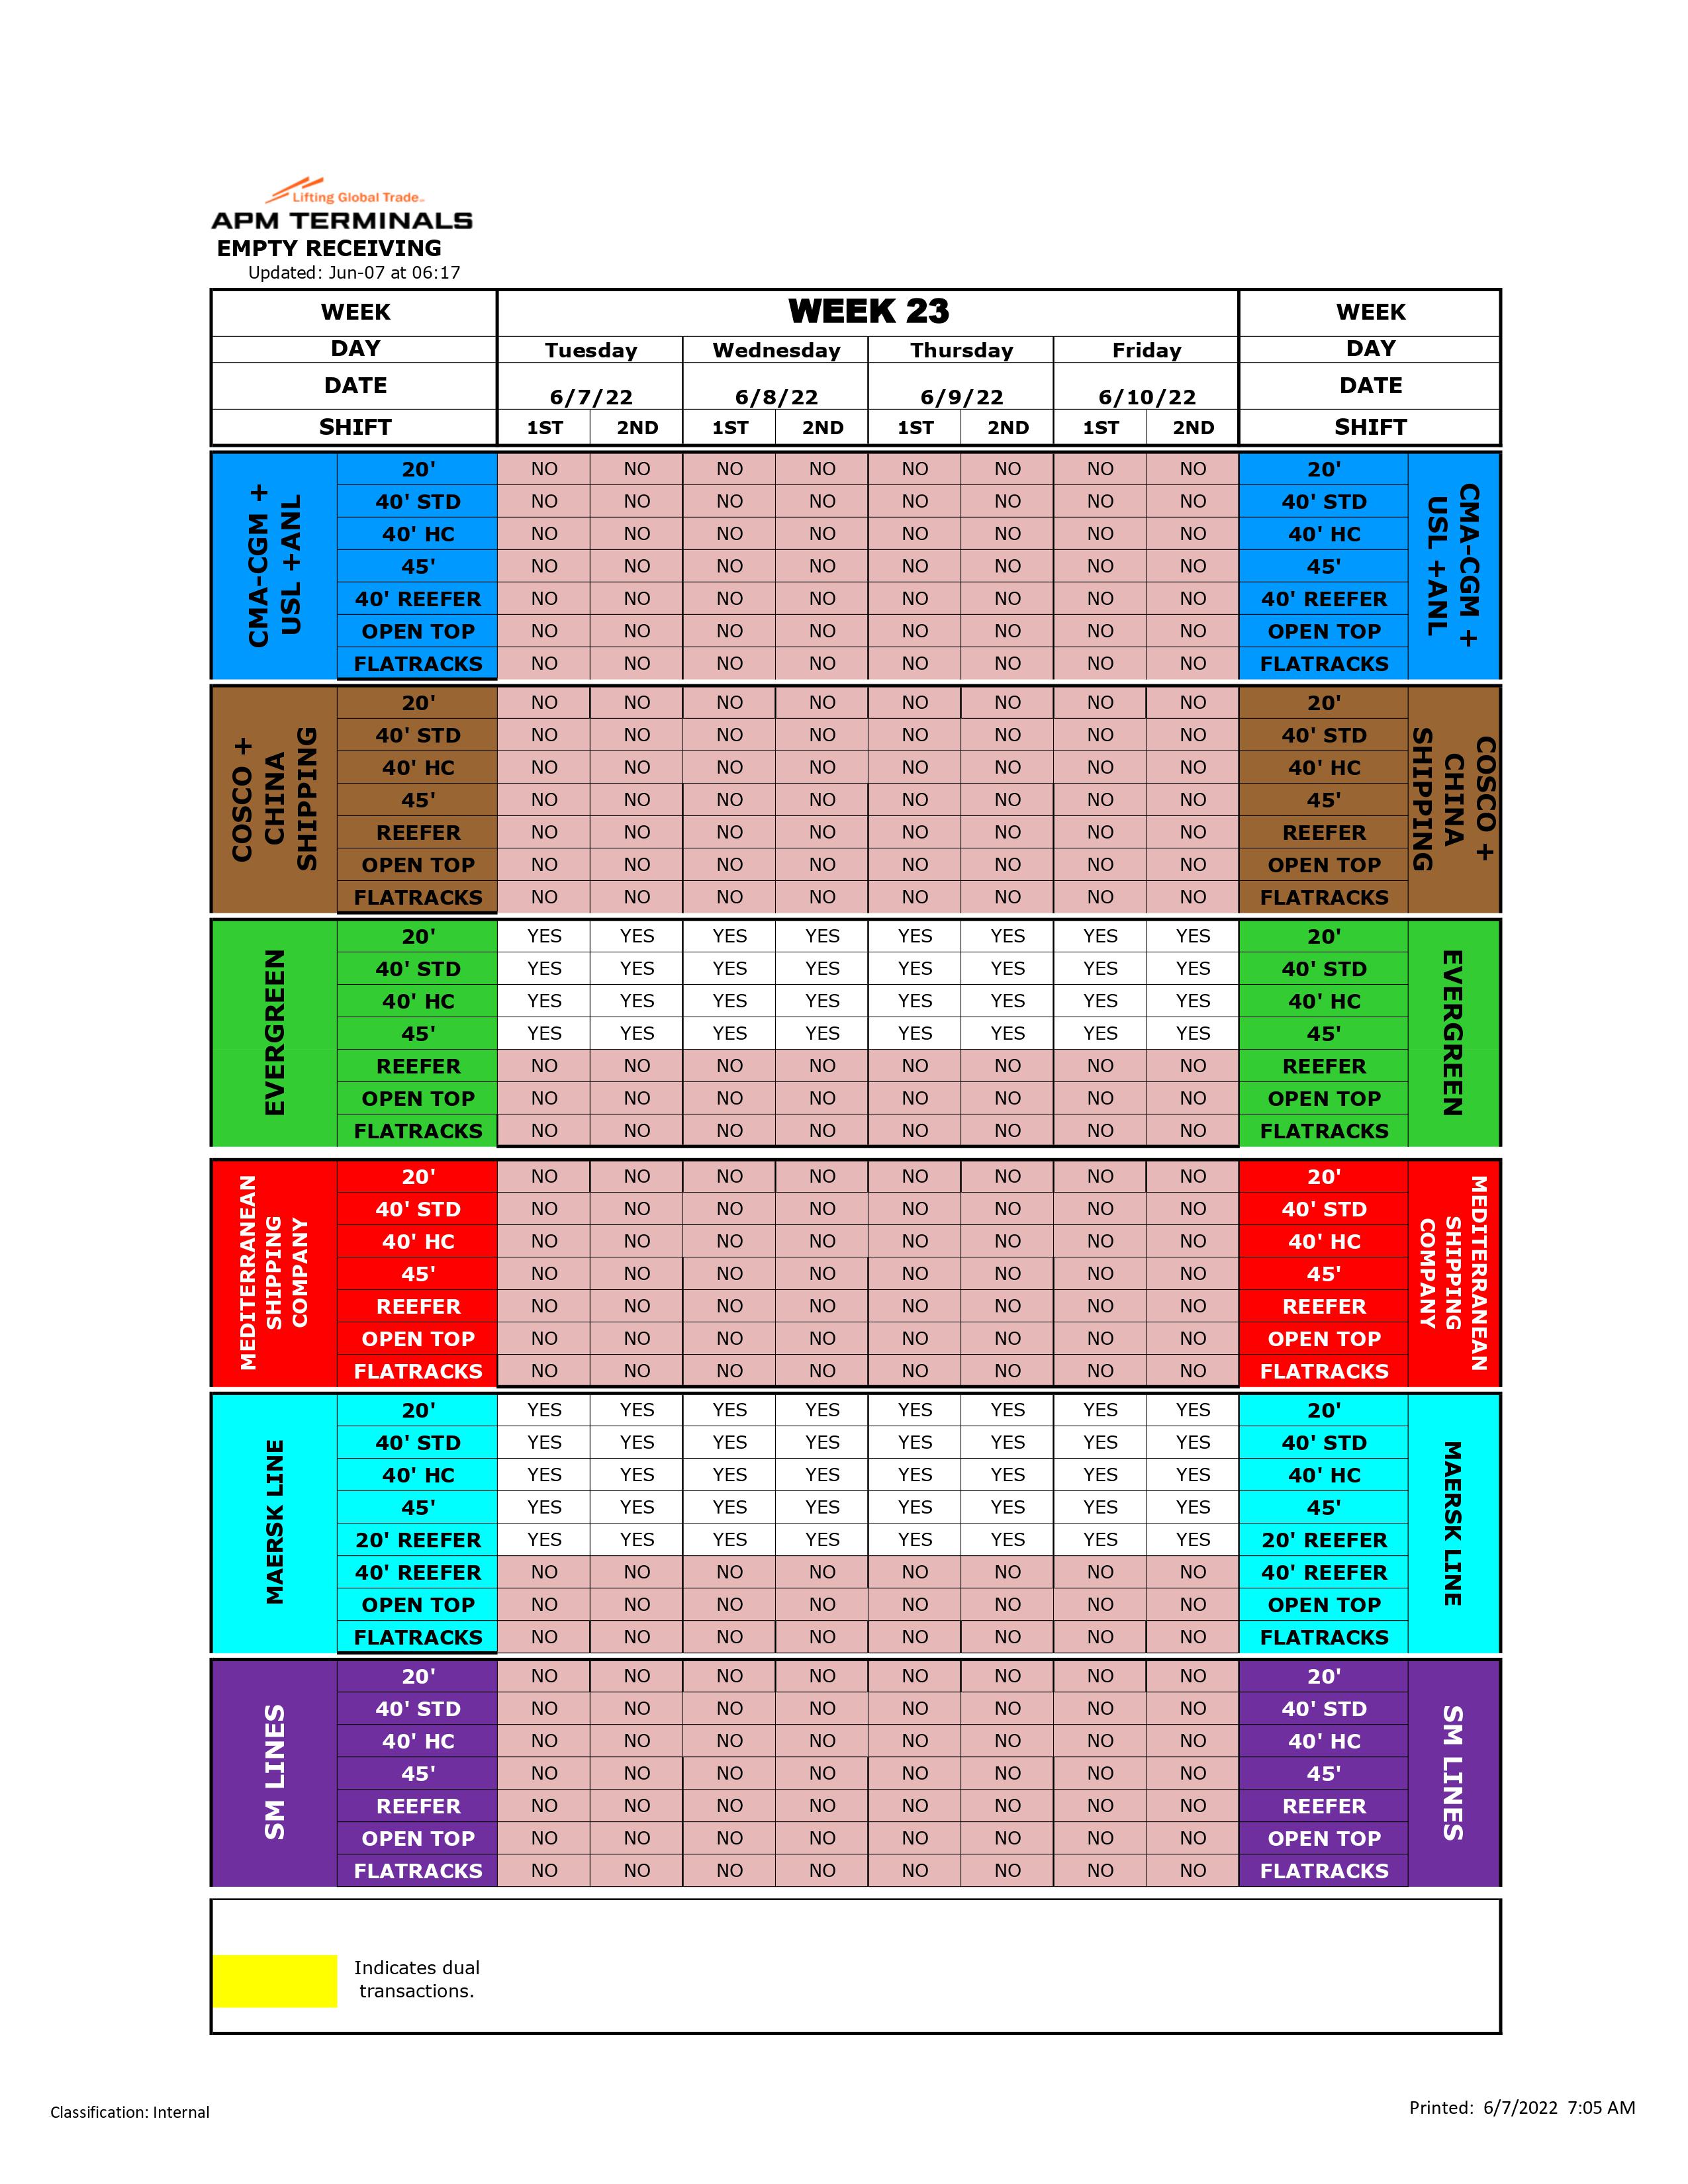 Lifting Global Trade.
APM TERMINALS
EMPTY RECEIVING
Updated: Jun-07 at 06:17
WEEK WEEK 23 WEEK
DAY Tuesday Wednesday Thursday Friday DAY
DATE 6/7/22 6/8/22 6/9/22 6/10/22 DATE
SHIFT 1ST 2ND 1ST 2ND 1ST 2ND 1ST 2ND SHIFT
CMA-CGM +
USL +ANL
20' NO NO NO NO NO NO NO NO 20'
40' STD NO NO NO NO NO NO NO NO 40' STD
40' HC NO NO NO NO NO NO NO NO 40' HC
45' NO NO NO NO NO NO NO NO 45'
40' REEFER NO NO NO NO NO NO NO NO 40' REEFER
OPEN TOP NO NO NO NO NO NO NO NO OPEN TOP
FLATRACKS NO NO NO NO NO NO NO NO FLATRACKS
CMA-CGM +
USL +ANL
COSCO +
CHINA
SHIPPING
20' NO NO NO NO NO NO NO NO 20'
40' STD NO NO NO NO NO NO NO NO 40' STD
40' HC NO NO NO NO NO NO NO NO 40' HC
45' NO NO NO NO NO NO NO NO 45'
REEFER NO NO NO NO NO NO NO NO REEFER
OPEN TOP NO NO NO NO NO NO NO NO OPEN TOP
FLATRACKS NO NO NO NO NO NO NO NO FLATRACKS
COSCO +
CHINA
SHIPPING
EVERGREEN
20' YES YES YES YES YES YES YES YES 20'
40' STD YES YES YES YES YES YES YES YES 40' STD
40' HC YES YES YES YES YES YES YES YES 40' HC
45' YES YES YES YES YES YES YES YES 45'
REEFER NO NO NO NO NO NO NO NO REEFER
OPEN TOP NO NO NO NO NO NO NO NO OPEN TOP
FLATRACKS NO NO NO NO NO NO NO NO FLATRACKS
EVERGREEN
MEDITERRANEAN
SHIPPING
COMPANY
20' NO NO NO NO NO NO NO NO 20'
40' STD NO NO NO NO NO NO NO NO 40' STD
40' HC NO NO NO NO NO NO NO NO 40' HC
45' NO NO NO NO NO NO NO NO 45'
REEFER NO NO NO NO NO NO NO NO REEFER
OPEN TOP NO NO NO NO NO NO NO NO OPEN TOP
FLATRACKS NO NO NO NO NO NO NO NO FLATRACKS
MEDITERRANEAN
SHIPPING
COMPANY
MAERSK LINE
20' YES YES YES YES YES YES YES YES 20'
40' STD YES YES YES YES YES YES YES YES 40' STD
40' HC YES YES YES YES YES YES YES YES 40' HC
45' YES YES YES YES YES YES YES YES 45'
20' REEFER YES YES YES YES YES YES YES YES 20' REEFER
40' REEFER NO NO NO NO NO NO NO NO 40' REEFER
OPEN TOP NO NO NO NO NO NO NO NO OPEN TOP
FLATRACKS NO NO NO NO NO NO NO NO FLATRACKS
MAERSK LINE
SM LINES
20' NO NO NO NO NO NO NO NO 20'
40' STD NO NO NO NO NO NO NO NO 40' STD
40' HC NO NO NO NO NO NO NO NO 40' HC
45' NO NO NO NO NO NO NO NO 45'
REEFER NO NO NO NO NO NO NO NO REEFER
OPEN TOP NO NO NO NO NO NO NO NO OPEN TOP
FLATRACKS NO NO NO NO NO NO NO NO FLATRACKS
SM LINES
Indicates dual
transactions.
Classification: Internal
Printed: 6/7/2022 7:05 AM